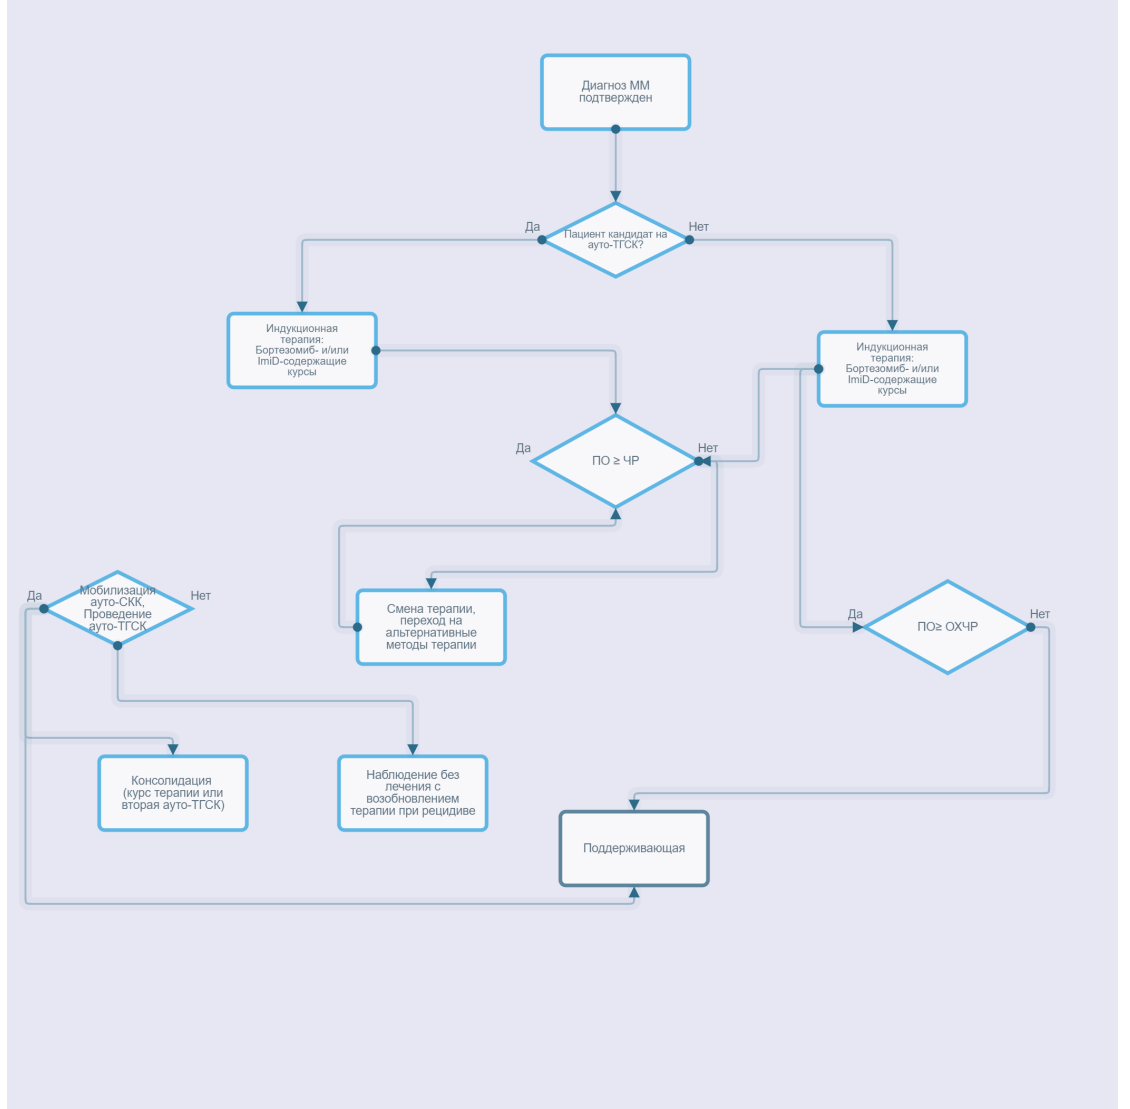 Диагноз ММ
подтвержден
Да
Нет
Пациент кандидат на
ауто-ТГСК?
Индукционная
терапия:
Бортезомиб- и/или
ImiD-содержащие
курсы
Индукционная
терапия:
Бортезомиб- и/или
ImiD-содержащие
курсы
Да
Нет
ПО ≥ ЧР
Да
Мобилизация
ауто-СКК,
Проведение
ауто-ТГСК
Нет
Смена терапии,
переход на
альтернативные
методы терапии
Да
ПО≥ ОХЧР
Нет
Консолидация
(курс терапии или
вторая ауто-ТГСК)
Наблюдение без
лечения с
возобновлением
терапии при рецидиве
Поддерживающая